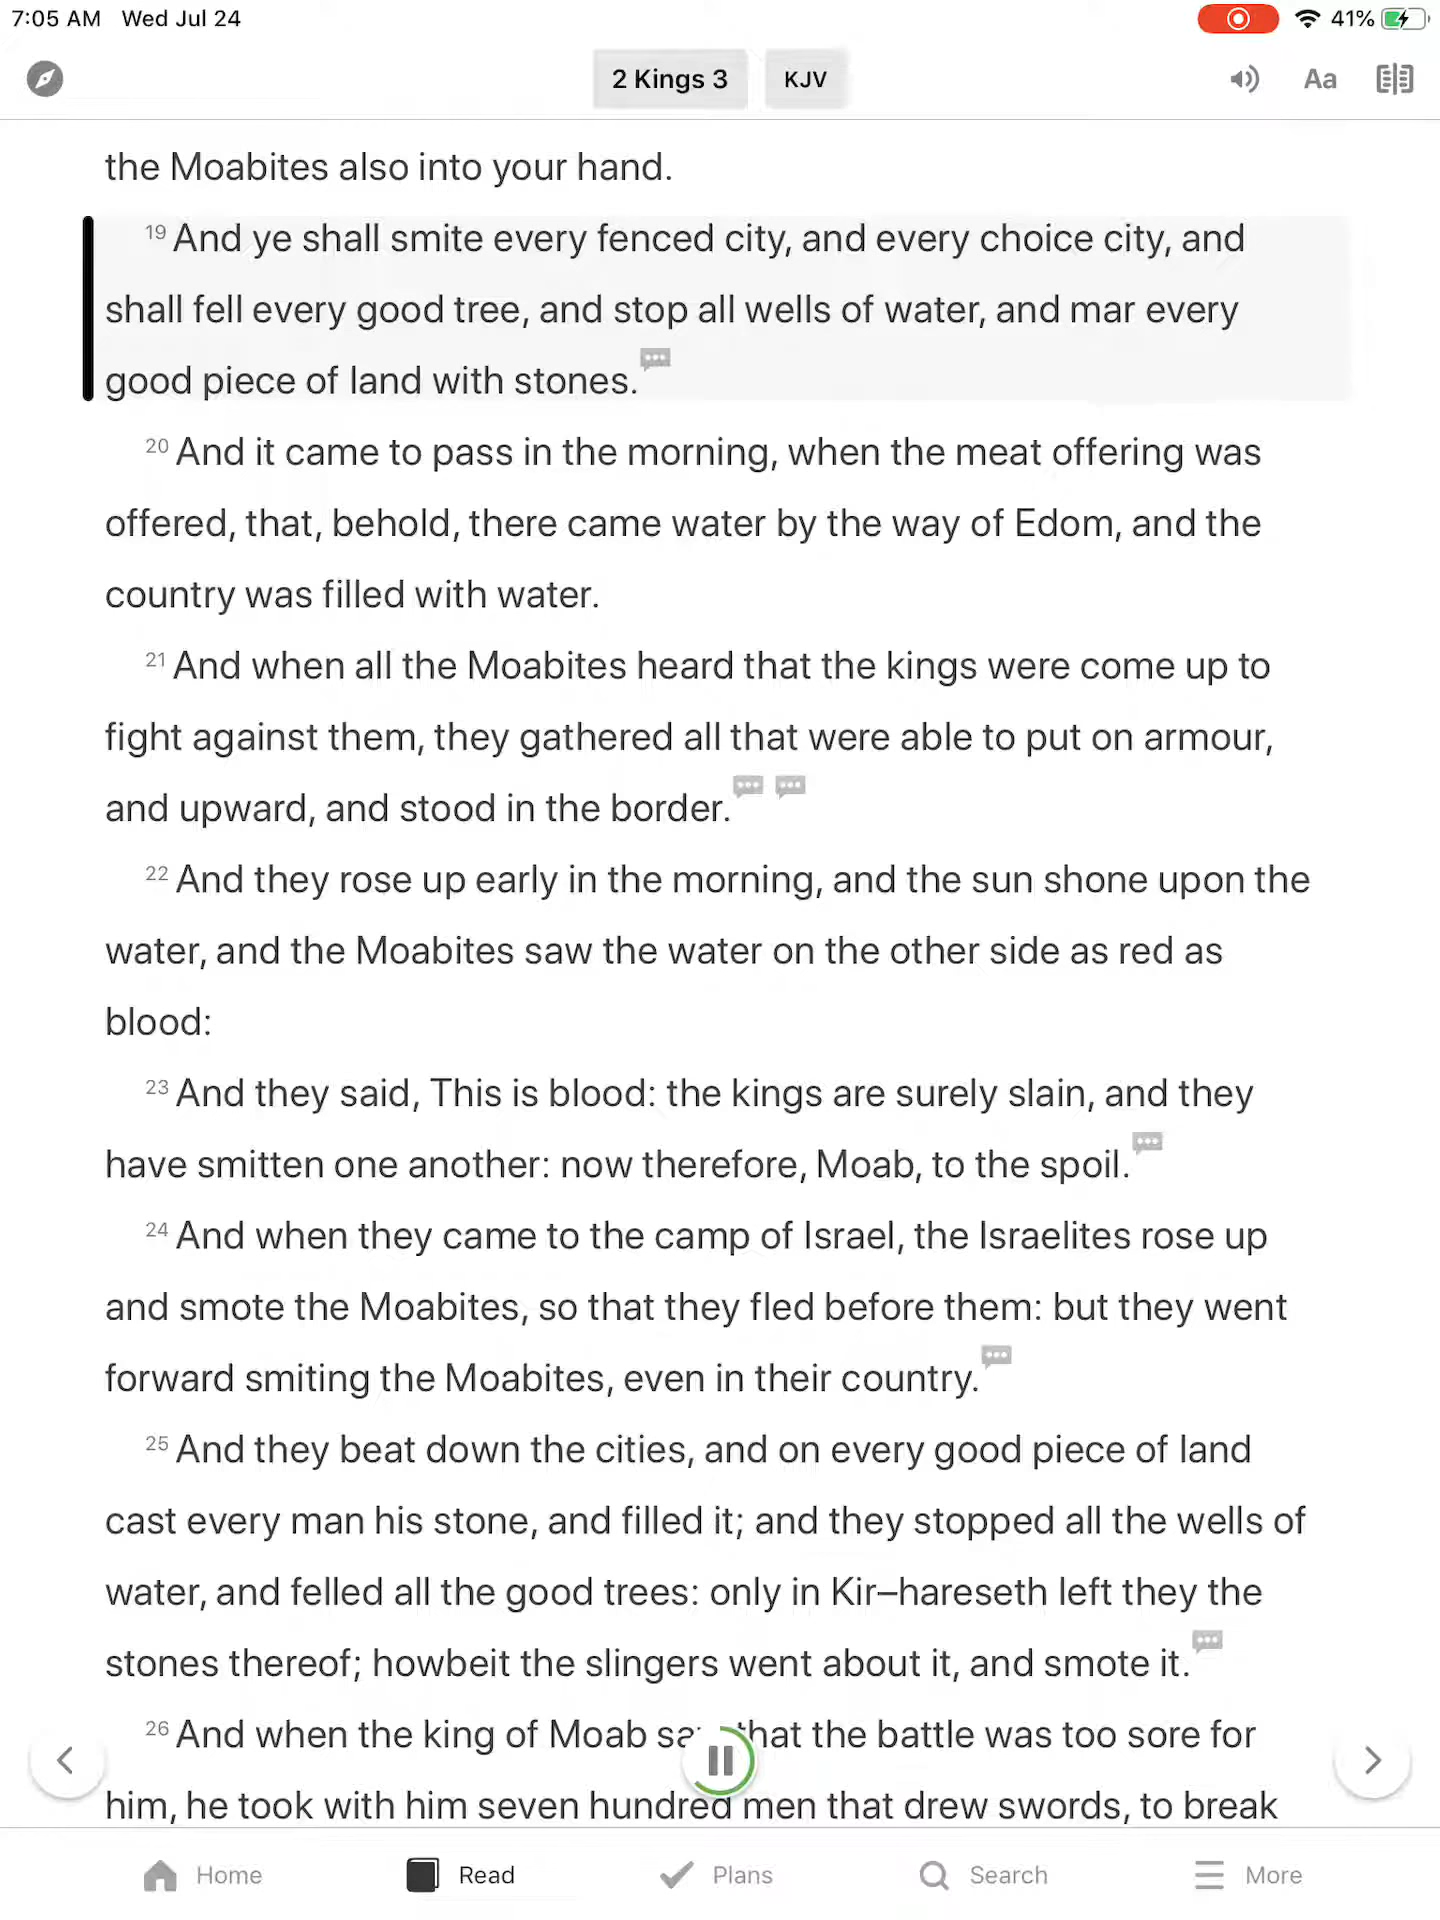 7:05 AM Wed Jul 24
41%
2 Kings 3
KJV
Aa
the Moabites also into your hand.
19 And ye shall smite every fenced city, and every choice city, and
shall fell every good tree, and stop all wells of water, and mar every
good piece of land with stones.
20 And it came to pass in the morning, when the meat offering was
offered, that, behold, there came water by the way of Edom, and the
country was filled with water.
21 And when all the Moabites heard that the kings were come up to
fight against them, they gathered all that were able to put on armour,
and upward, and stood in the border.
22 And they rose up early in the morning, and the sun shone upon the
water, and the Moabites saw the water on the other side as red as
blood:
23 And they said, This is blood: the kings are surely slain, and they
have smitten one another: now therefore, Moab, to the spoil.
24 And when they came to the camp of Israel, the Israelites rose up
and smote the Moabites, so that they fled before them: but they went
forward smiting the Moabites, even in their country.
25 And they beat down the cities, and on every good piece of land
cast every man his stone, and filled it; and they stopped all the wells of
water, and felled all the good trees: only in Kir–hareseth left they the
stones thereof; howbeit the slingers went about it, and smote it.
26 And when the king of Moab that the battle was too sore for
him, he took with him seven hundred men that drew swords, to break
Home
Read
Plans
Search
More